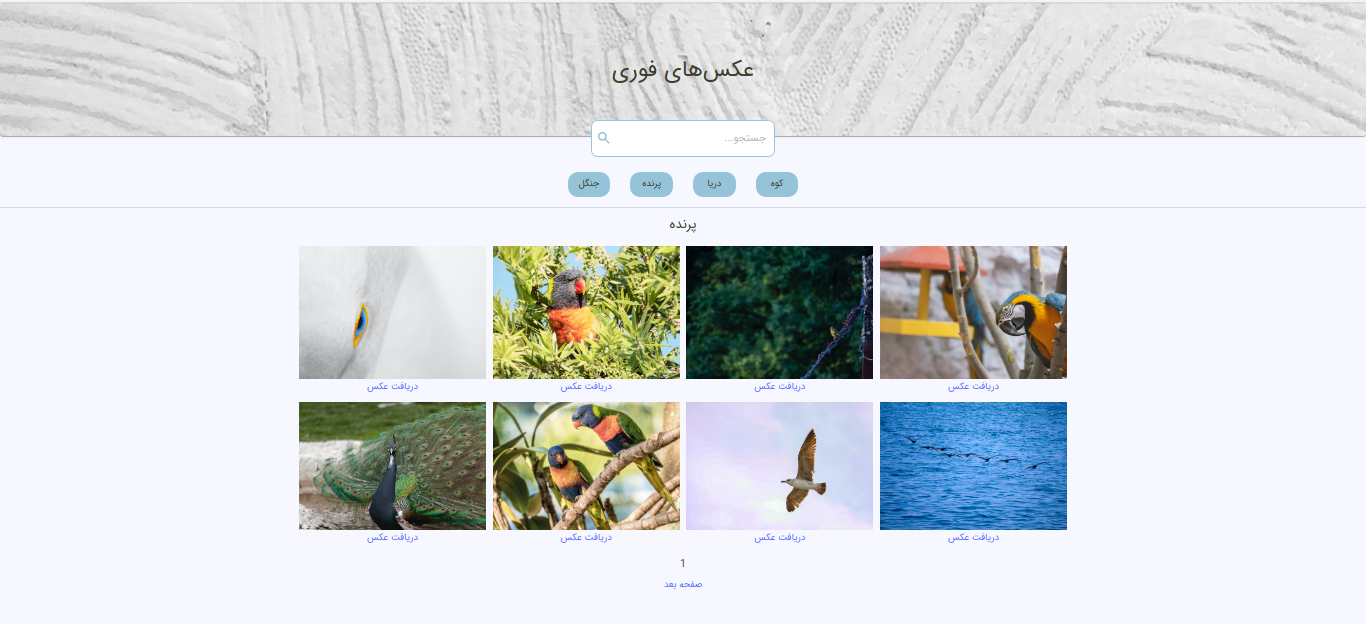 عکس‌های فوری
جستجو...
کوه دریا پرنده جنگل
پرنده
دریافت عکس دریافت عکس دریافت عکس دریافت عکس
دریافت عکس دریافت عکس دریافت عکس دریافت عکس
1
صفحه بعد